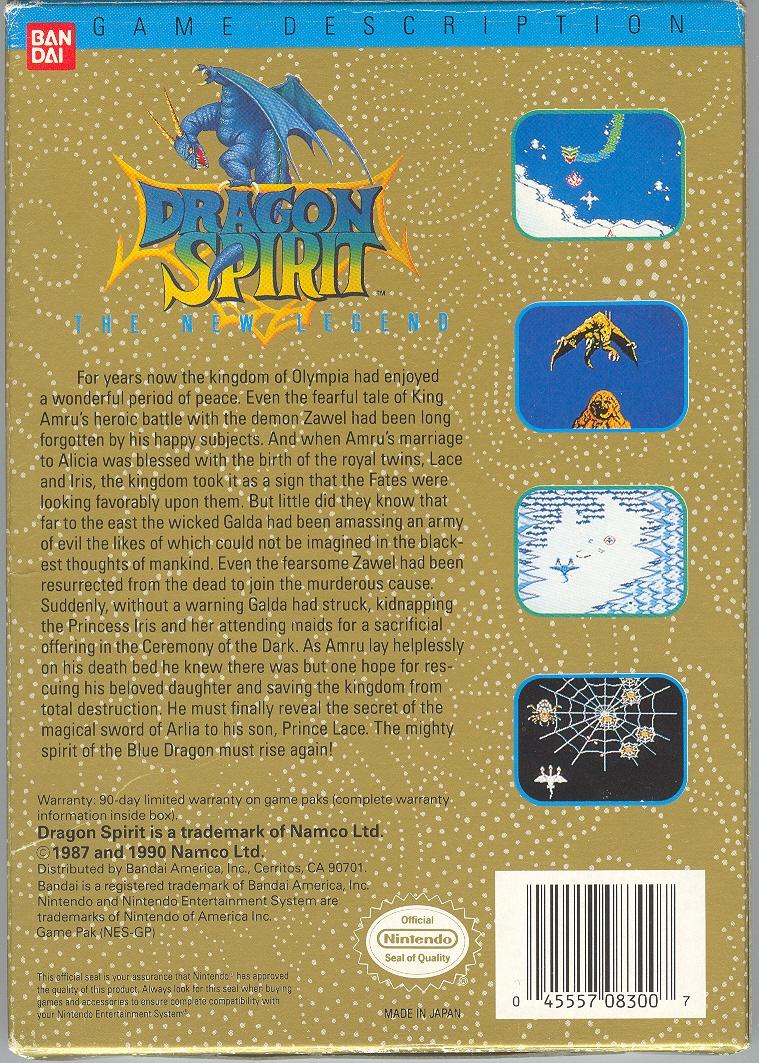 GAME DESCRIPTION
BAN
DAI
DRAGON
SPIRIT™
THE NEW LEGEND
For years now the kingdom of Olympia had enjoyed
a wonderful period of peace. Even the fearful tale of King
Amru's heroic battle with the demon Zawel had been long
forgotten by his happy subjects. And when Amru's marriage
to Alicia was blessed with the birth of the royal twins, Lace
and Iris, the kingdom took it as a sign that the Fates were
looking favorably upon them. But little did they know that
far to the east the wicked Galda had been amassing an army
of evil the likes of which could not be imagined in the black-
est thoughts of mankind. Even the fearsome Zawel had been
resurrected from the dead to join the murderous cause.
Suddenly, without a warning Galda had struck, kidnapping
the Princess Iris and her attending maids for a sacrificial
offering in the Ceremony of the Dark. As Amru lay helplessly
on his death bed he knew there was but one hope for res-
cuing his beloved daughter and saving the kingdom from
total destruction. He must finally reveal the secret of the
magical sword of Arlia to his son, Prince Lace. The mighty
spirit of the Blue Dragon must rise again!
Warranty: 90-day limited warranty on game paks (complete warranty
information inside box).
Dragon Spirit is a trademark of Namco Ltd.
©1987 and 1990 Namco Ltd.
Distributed by Bandai America, Inc., Cerritos, CA 90701.
Bandai is a registered trademark of Bandai America, Inc.
Nintendo and Nintendo Entertainment System are
trademarks of Nintendo of America Inc.
Game Pak (NES-GP)
This official seal is your assurance that Nintendo® has approved
the quality of this product. Always look for this seal when buying
games and accessories to ensure complete compatibility with
your Nintendo Entertainment System®.
Official
Nintendo
Seal of Quality
®
MADE IN JAPAN
0 45557 08300 7